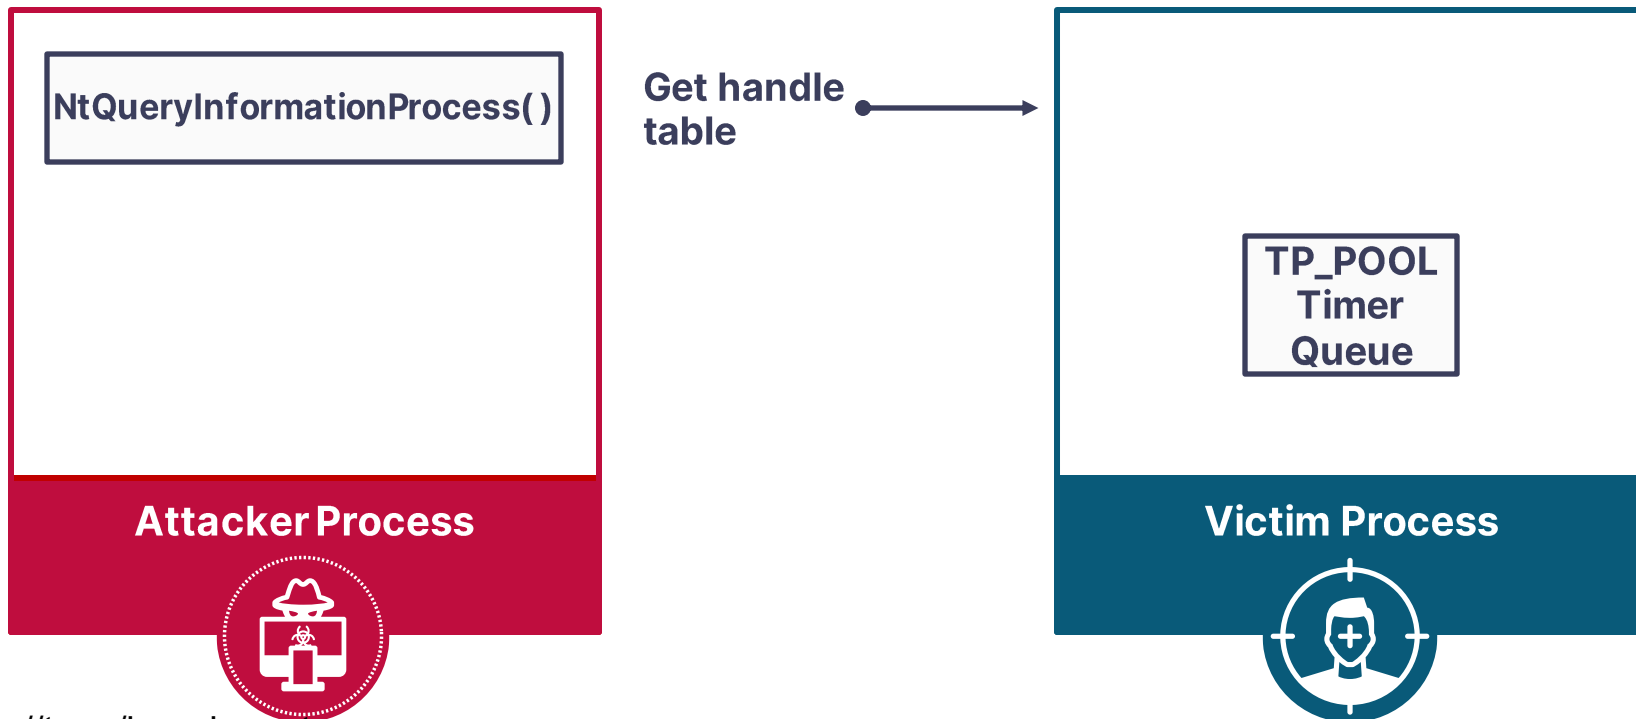 NtQueryInformationProcess()
Get handle
table
TP_POOL
Timer
Queue
Attacker Process
Victim Process